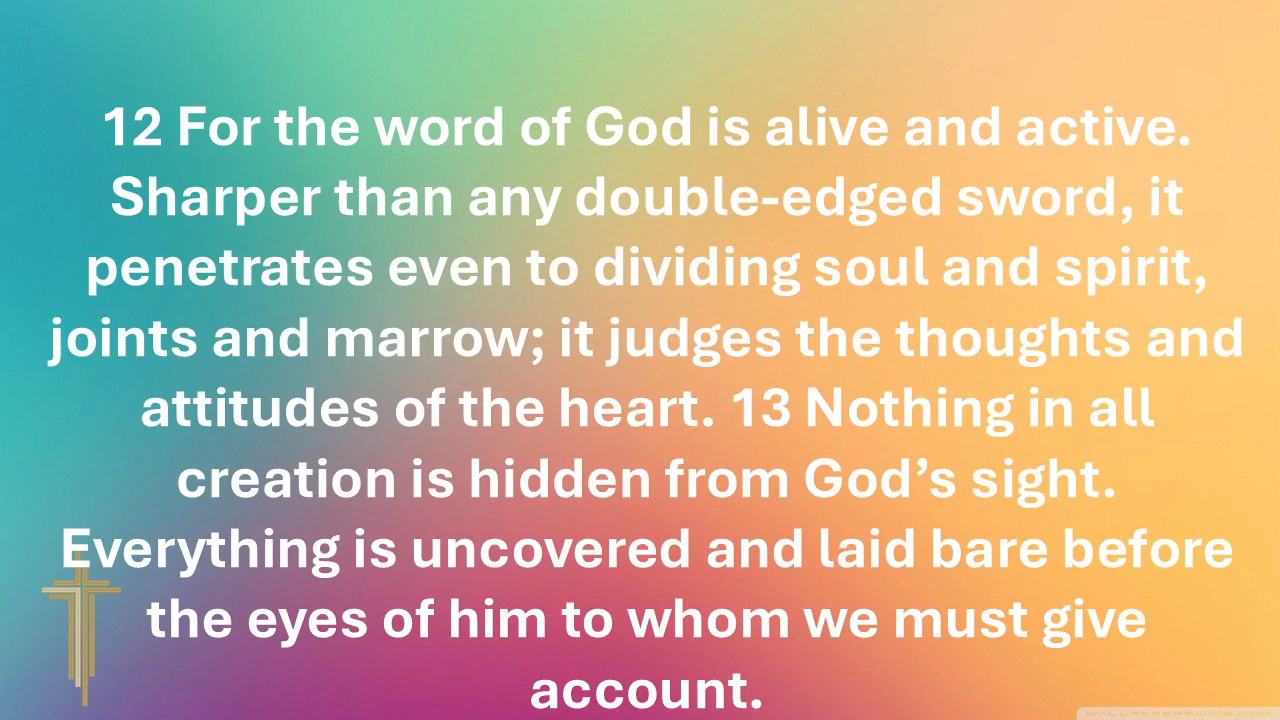 12 For the word of God is alive and active.
Sharper than any double-edged sword, it
penetrates even to dividing soul and spirit,
joints and marrow; it judges the thoughts and
attitudes of the heart. 13 Nothing in all
creation is hidden from God’s sight.
Everything is uncovered and laid bare before
the eyes of him to whom we must give
account.
WALLPAPERSWIDE.COM